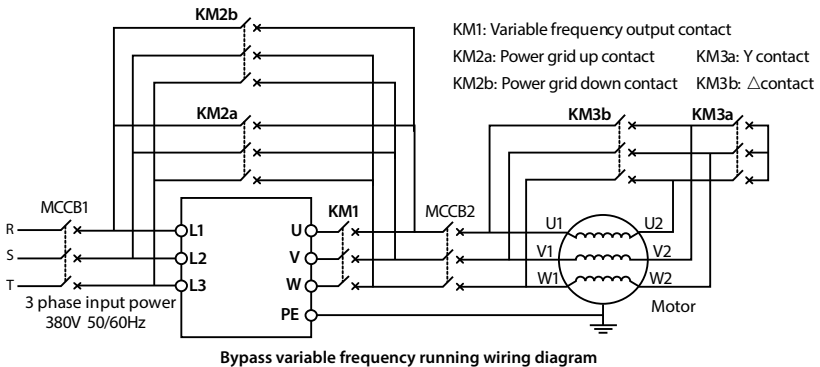 KM2b
KM1: Variable frequency output contact
KM2a: Power grid up contact KM3a: Y contact
KM2b: Power grid down contact KM3b: △contact
KM2a
KM3b KM3a
MCCB1
R
S
T
L1
L2
L3
U
V
W
PE
KM1
MCCB2
U1 U2
V1 V2
W1 W2
Motor
3 phase input power
380V 50/60Hz
Bypass variable frequency running wiring diagram